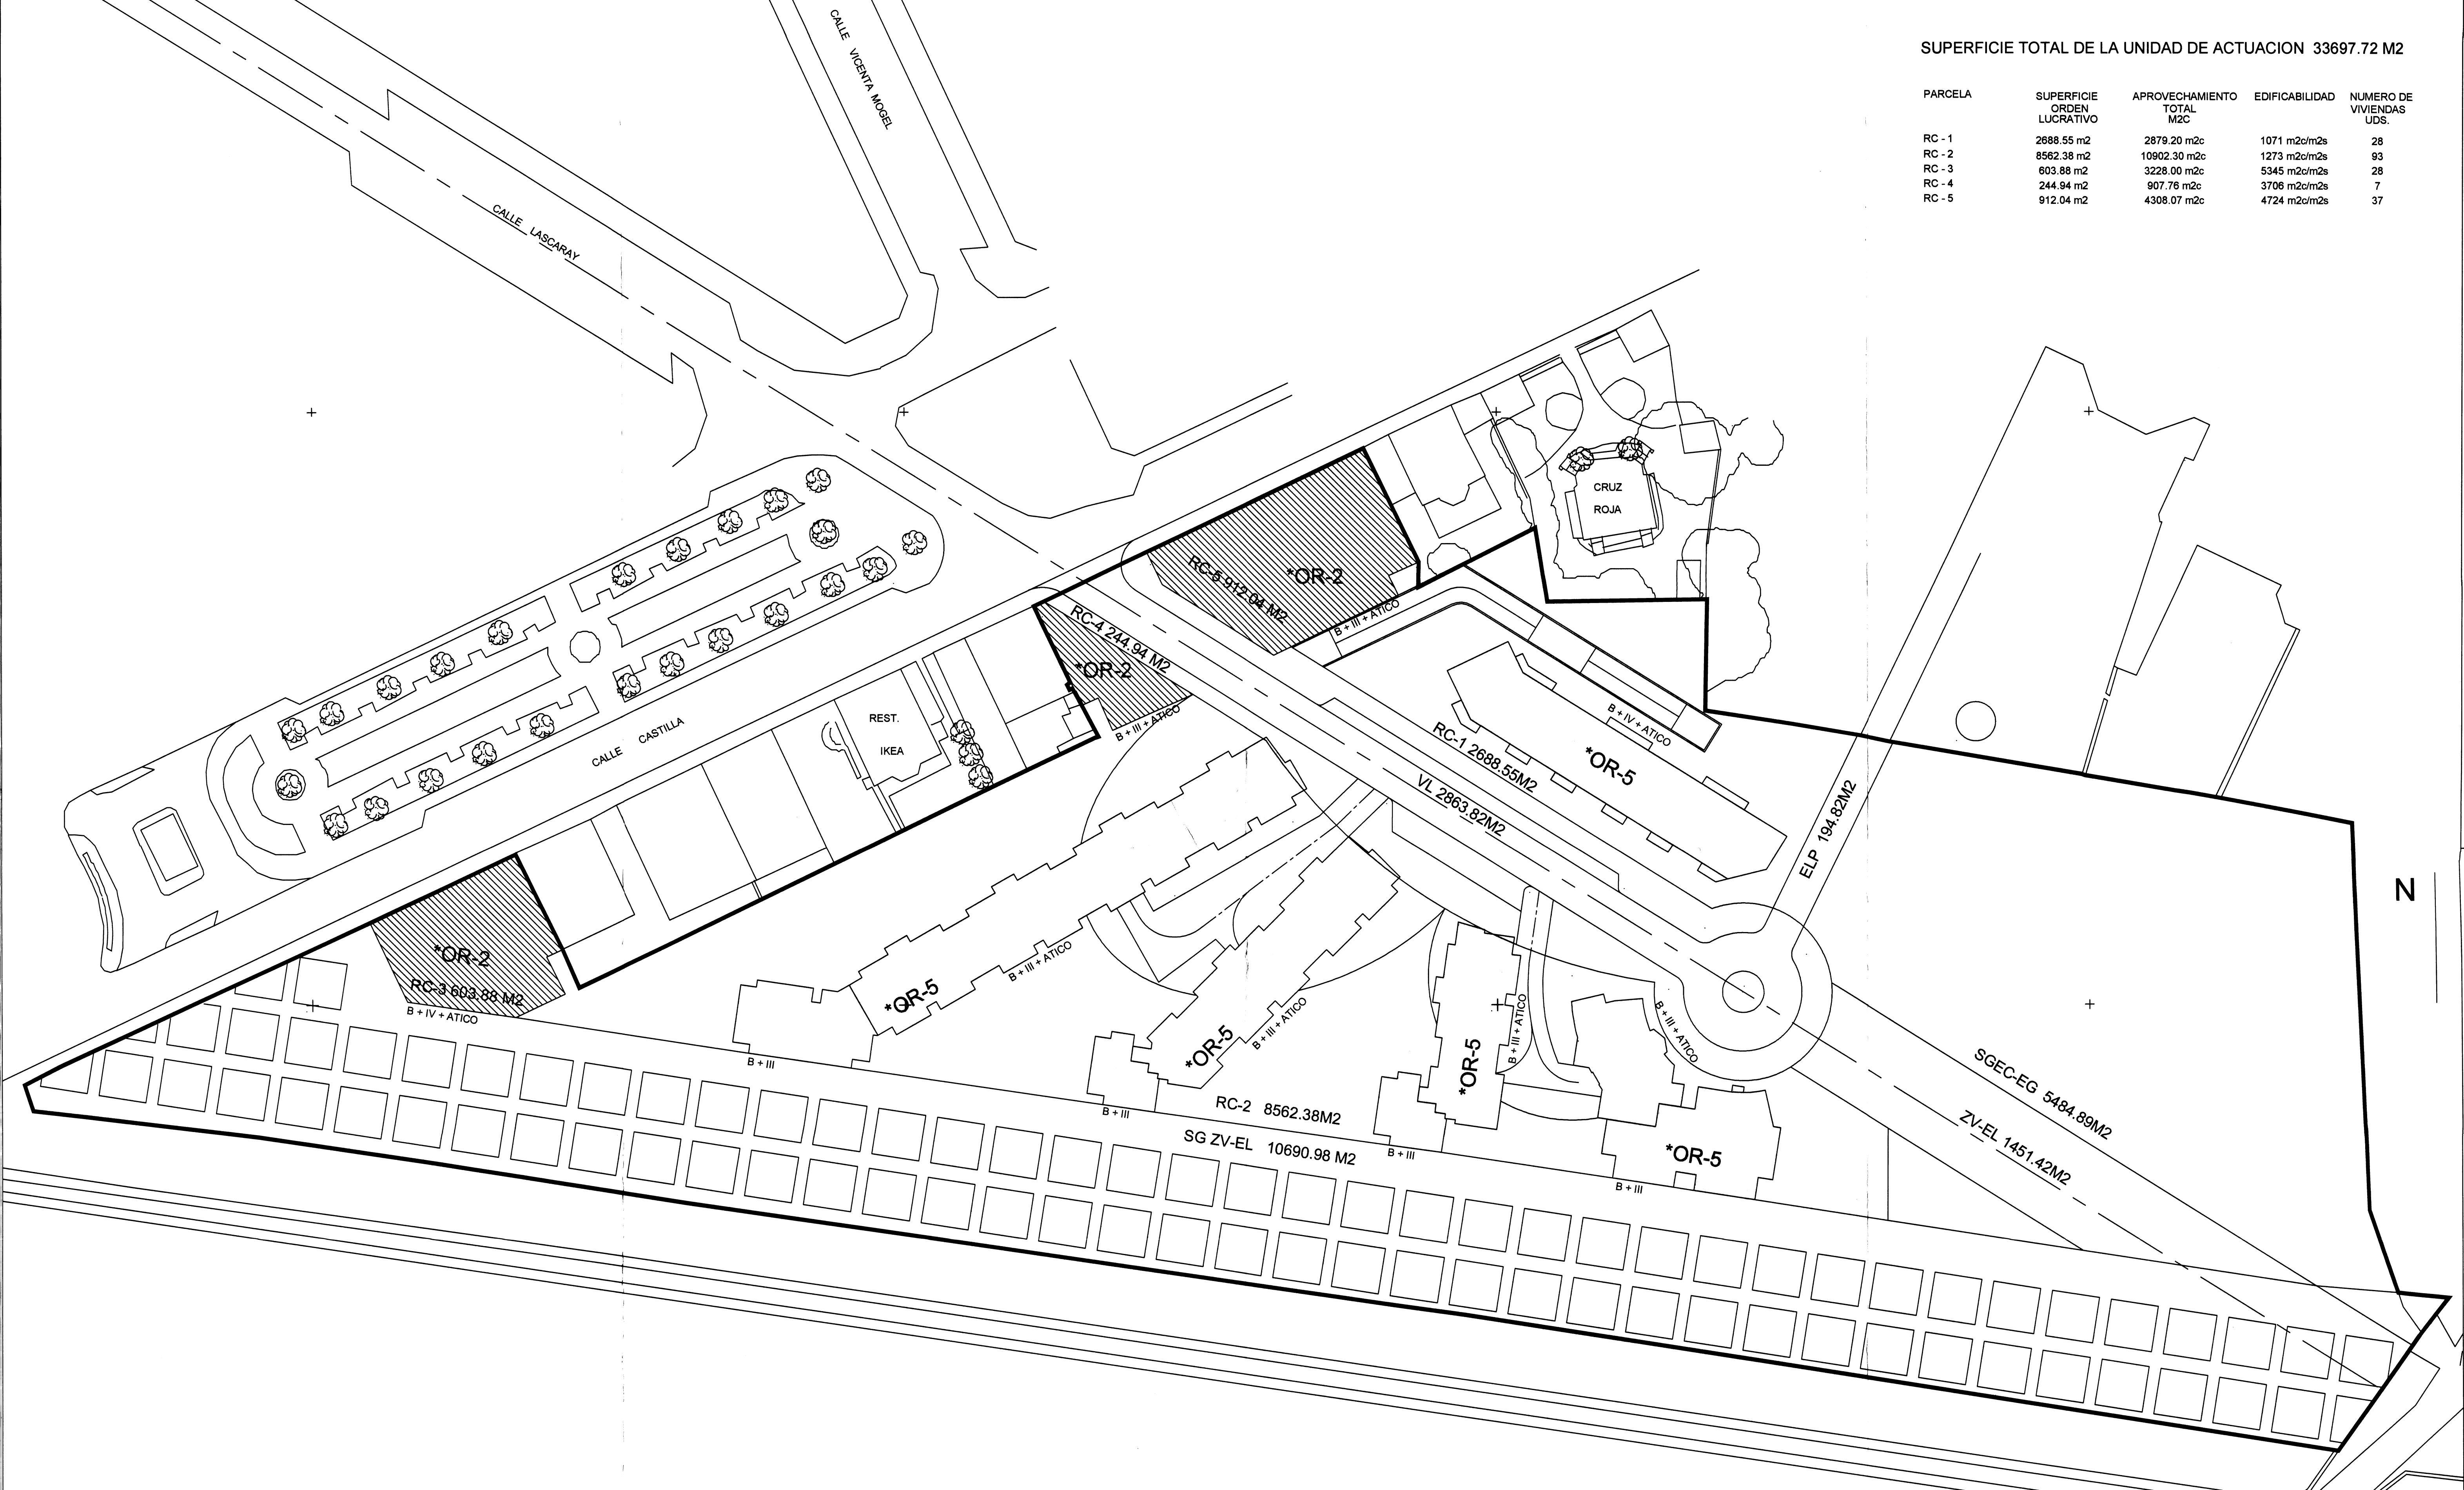 SUPERFICIE TOTAL DE LA UNIDAD DE ACTUACION 33697.72 M2
PARCELA SUPERFICIE ORDEN LUCRATIVO APROVECHAMIENTO TOTAL M2C EDIFICABILIDAD NUMERO DE VIVIENDAS UDS.
RC - 1 2688.55 m2 2879.20 m2c 1071 m2c/m2s 28
RC - 2 8562.38 m2 10902.30 m2c 1273 m2c/m2s 93
RC - 3 603.88 m2 3228.00 m2c 5345 m2c/m2s 28
RC - 4 244.94 m2 907.76 m2c 3706 m2c/m2s 7
RC - 5 912.04 m2 4308.07 m2c 4724 m2c/m2s 37
CALLE VICENTA MOGEL
CALLE LASCARAY
CRUZ
ROJA
*OR-2
RC-5 912.04 M2
B + III + ATICO
RC-4 244.94 M2
*OR-2
B + III + ATICO
REST.
IKEA
CALLE CASTILLA
B + IV + ATICO
RC-1 2688.55M2
*OR-5
VL 2863.82M2
ELP 194.82M2
N
*OR-2
RC-3 603.88 M2
B + IV + ATICO
*OR-5
B + III + ATICO
B + III
*OR-5
B + III + ATICO
B + III
*OR-5
B + III + ATICO
B + III
B + III + ATICO
*OR-5
B + III
RC-2 8562.38M2
SG ZV-EL 10690.98 M2
SGEC-EG 5484.89M2
ZV-EL 1451.42M2